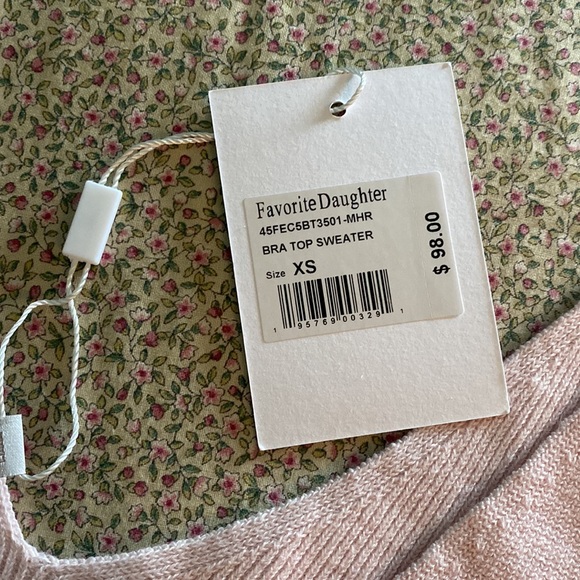 Favorite Daughter
45FEC5BT3501-MHR
BRA TOP SWEATER
Size XS
$ 98.00
1 95769 00329 1